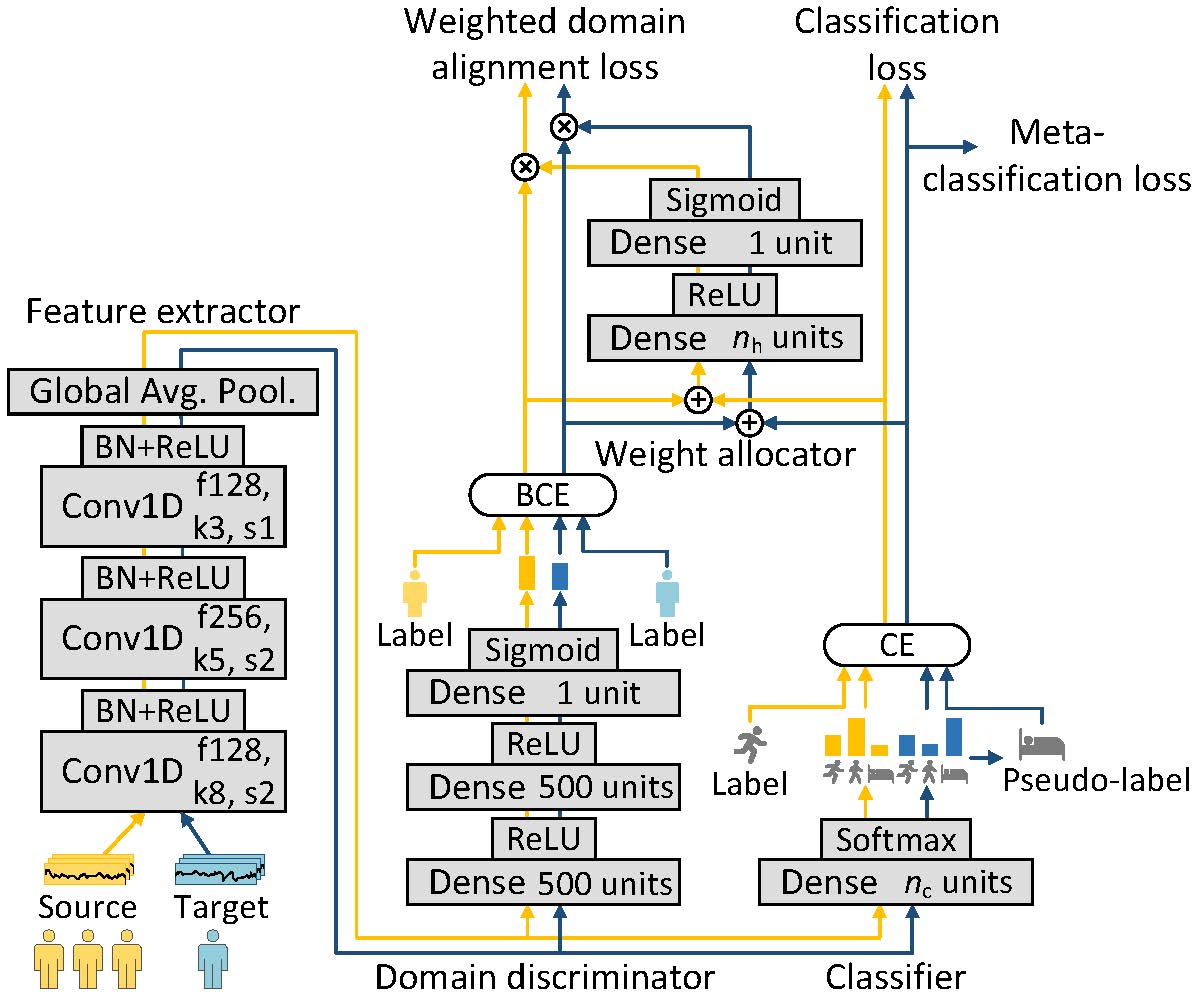 Weighted domain
alignment loss
Classification
loss
Meta-
classification loss
Sigmoid
Dense 1 unit
ReLU
Dense nh units
Weight allocator
Feature extractor
Global Avg. Pool.
BN+ReLU
Conv1D f128,
k3, s1
BN+ReLU
Conv1D f256,
k5, s2
BN+ReLU
Conv1D f128,
k8, s2
Source
Target
BCE
Label
Label
Sigmoid
Dense 1 unit
ReLU
Dense 500 units
ReLU
Dense 500 units
Domain discriminator
CE
Label
Pseudo-label
Softmax
Dense nc units
Classifier